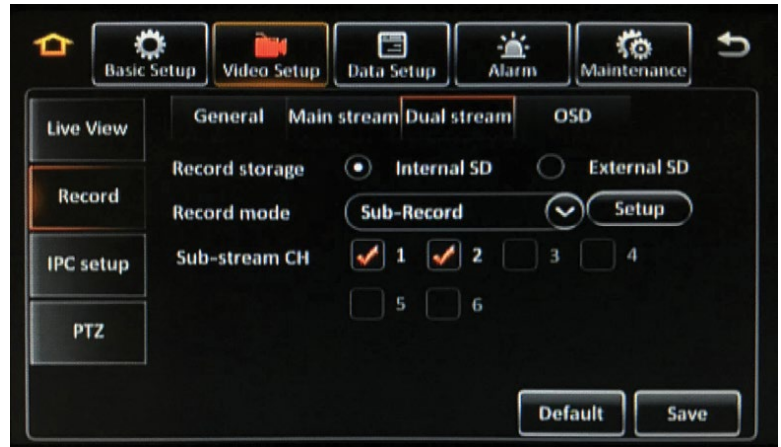 Basic Setup Video Setup Data Setup Alarm Maintenance
General Main stream Dual stream OSD
Live View
Record storage Internal SD External SD
Record
Record mode Sub-Record Setup
IPC setup
Sub-stream CH 1 2 3 4
5 6
PTZ
Default Save